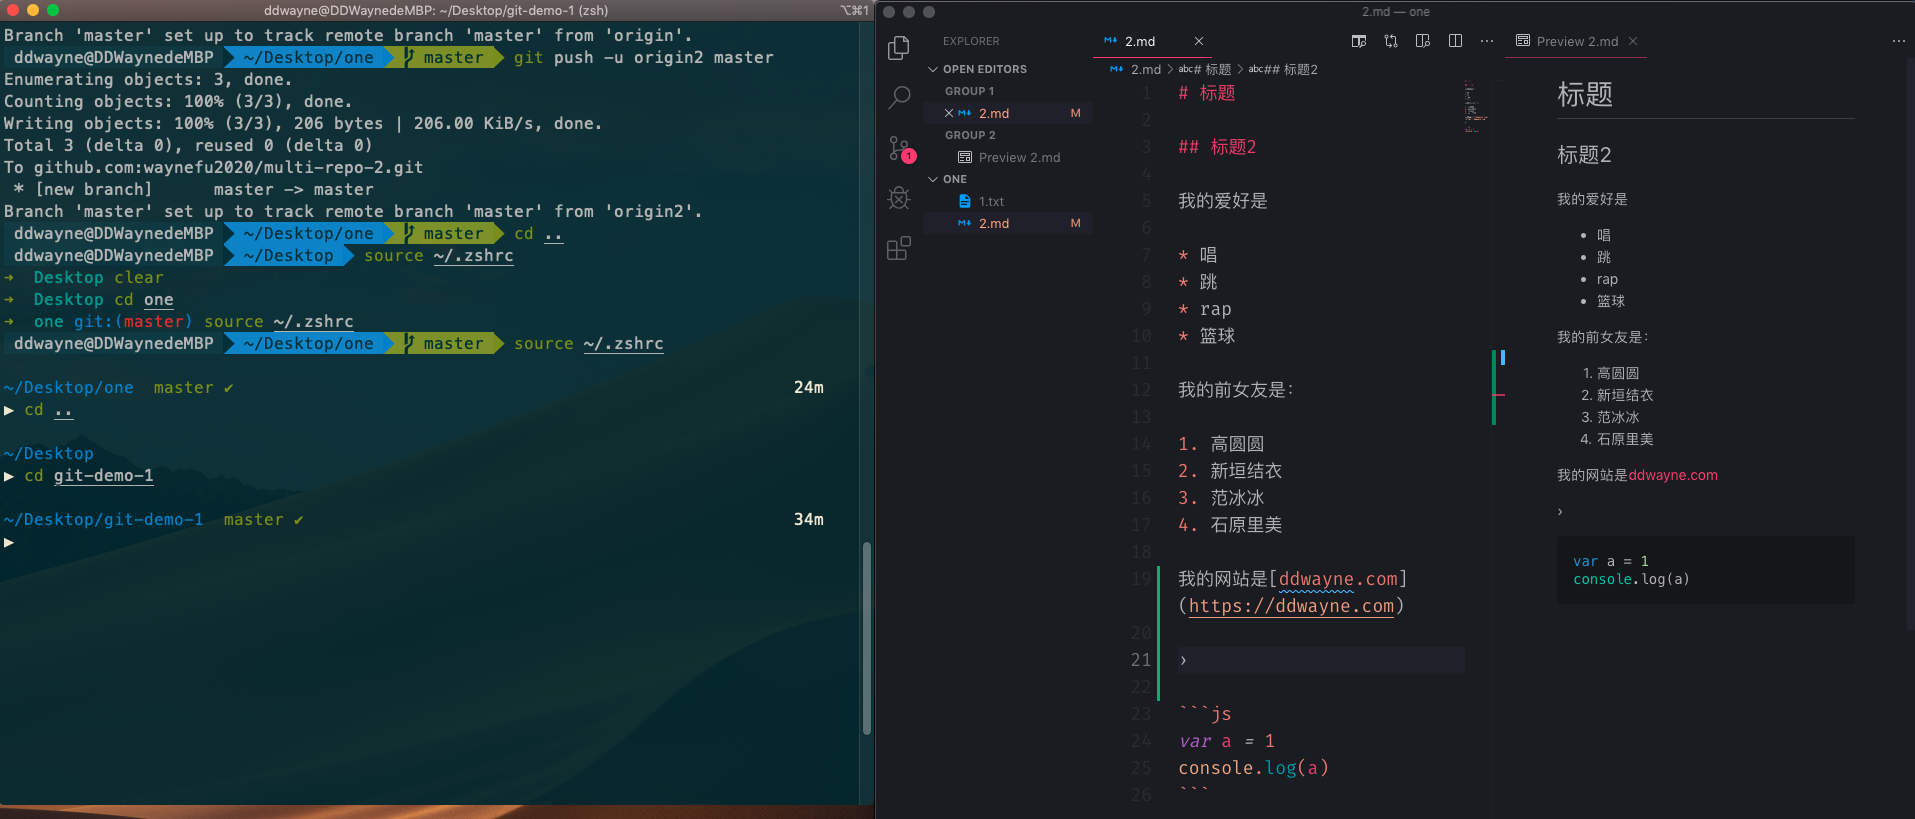 ddwayne@DDWaynedeMBP: ~/Desktop/git-demo-1 (zsh)
⌥⌘1
Branch 'master' set up to track remote branch 'master' from 'origin'.
ddwayne@DDWaynedeMBP ~/Desktop/one master git push -u origin2 master
Enumerating objects: 3, done.
Counting objects: 100% (3/3), done.
Writing objects: 100% (3/3), 206 bytes | 206.00 KiB/s, done.
Total 3 (delta 0), reused 0 (delta 0)
To github.com:waynefu2020/multi-repo-2.git
* [new branch] master -> master
Branch 'master' set up to track remote branch 'master' from 'origin2'.
ddwayne@DDWaynedeMBP ~/Desktop/one master cd ..
ddwayne@DDWaynedeMBP ~/Desktop source ~/.zshrc
➜ Desktop clear
➜ Desktop cd one
➜ one git:(master) source ~/.zshrc
ddwayne@DDWaynedeMBP ~/Desktop/one master source ~/.zshrc
~/Desktop/one master ✔ 24m
▶ cd ..
~/Desktop
▶ cd git-demo-1
~/Desktop/git-demo-1 master ✔ 34m
▶
2.md — one
EXPLORER
OPEN EDITORS
GROUP 1
2.md M
GROUP 2
Preview 2.md
ONE
1.txt
2.md M
1
2.md
2.md > abc# 标题 > abc## 标题2
1 # 标题
2
3 ## 标题2
4
5 我的爱好是
6
7 * 唱
8 * 跳
9 * rap
10 * 篮球
11
12 我的前女友是：
13
14 1. 高圆圆
15 2. 新垣结衣
16 3. 范冰冰
17 4. 石原里美
18
19 我的网站是[ddwayne.com]
(https://ddwayne.com)
20
21 ›
22
23 ```js
24 var a = 1
25 console.log(a)
26 ```
Preview 2.md
标题
标题2
我的爱好是
• 唱
• 跳
• rap
• 篮球
我的前女友是：
1. 高圆圆
2. 新垣结衣
3. 范冰冰
4. 石原里美
我的网站是ddwayne.com
›
var a = 1
console.log(a)